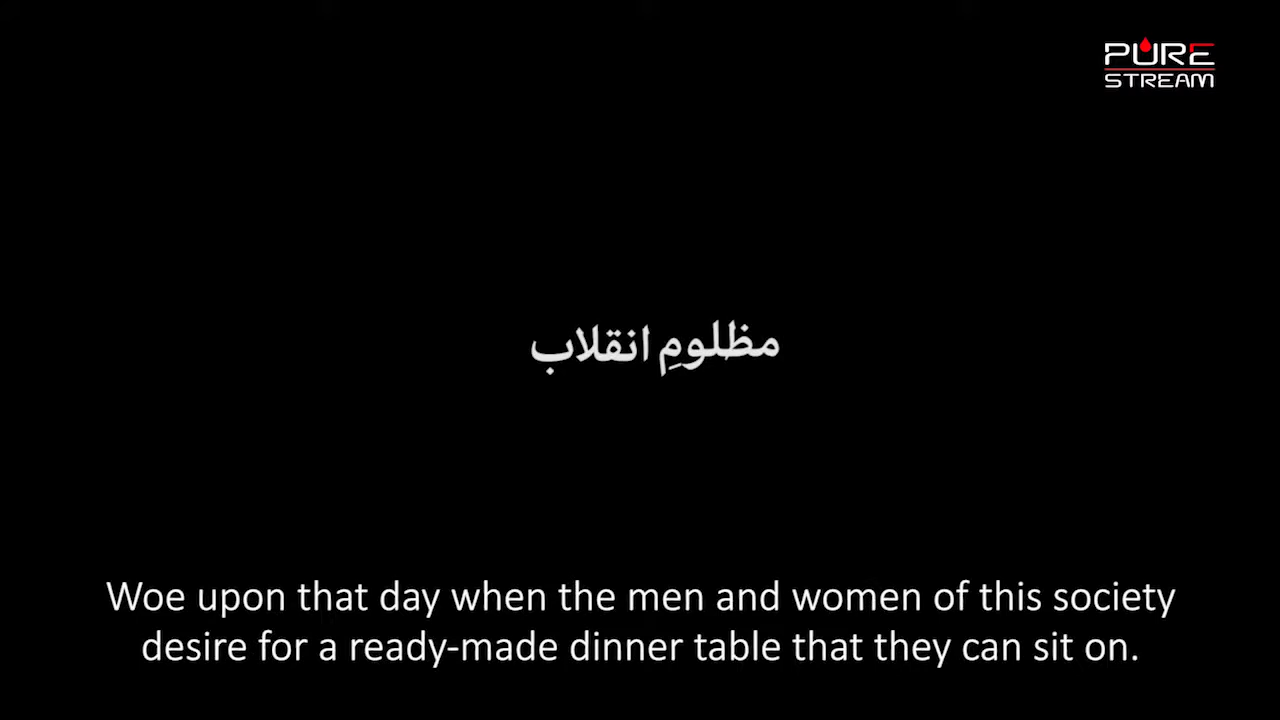 PURE
STREAM
مظلومِ انقلاب
Woe upon that day when the men and women of this society
desire for a ready-made dinner table that they can sit on.